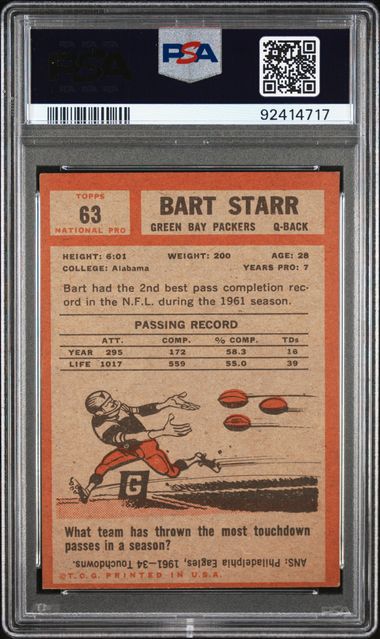 PSA
PSA
92414717
TOPPS
63
NATIONAL PRO
BART STARR
GREEN BAY PACKERS Q-BACK
HEIGHT: 6:01 WEIGHT: 200 AGE: 28
COLLEGE: Alabama YEARS PRO: 7
Bart had the 2nd best pass completion rec-
ord in the N.F.L. during the 1961 season.
PASSING RECORD
ATT. COMP. % COMP. TDs
YEAR 295 172 58.3 16
LIFE 1017 559 55.0 39
G
What team has thrown the most touchdown
passes in a season?
ANS: Philadelphia Eagles, 1961-34 Touchdowns.
©T.C.G. PRINTED IN U.S.A.